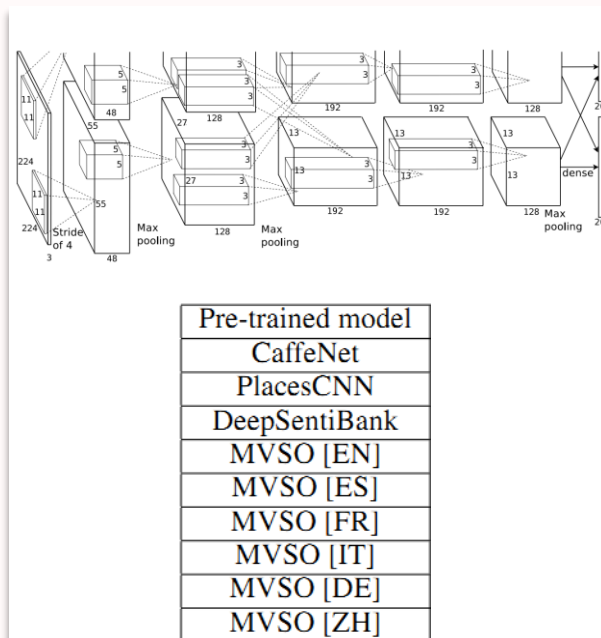 11
11
224
11
11
224
3
Stride
of 4
5
5
48
55
5
5
55
48
Max
pooling
3
3
128
27
3
3
27
3
3
128
Max
pooling
3
3
192
13
3
3
13
192
3
3
192
13
3
3
13
192
128
13
13
128
Max
pooling
dense
Pre-trained model
CaffeNet
PlacesCNN
DeepSentiBank
MVSO [EN]
MVSO [ES]
MVSO [FR]
MVSO [IT]
MVSO [DE]
MVSO [ZH]